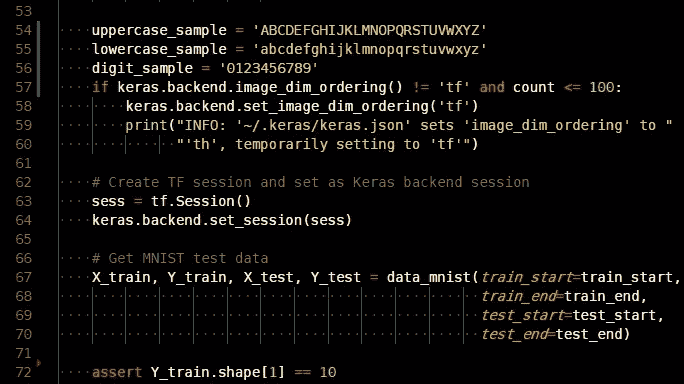 53
54 uppercase_sample = 'ABCDEFGHIJKLMNOPQRSTUVWXYZ'
55 lowercase_sample = 'abcdefghijklmnopqrstuvwxyz'
56 digit_sample = '0123456789'
57 if keras.backend.image_dim_ordering() != 'tf' and count <= 100:
58 keras.backend.set_image_dim_ordering('tf')
59 print("INFO: '~/.keras/keras.json' sets 'image_dim_ordering' to "
60 "'th', temporarily setting to 'tf'")
61
62 # Create TF session and set as Keras backend session
63 sess = tf.Session()
64 keras.backend.set_session(sess)
65
66 # Get MNIST test data
67 X_train, Y_train, X_test, Y_test = data_mnist(train_start=train_start,
68 train_end=train_end,
69 test_start=test_start,
70 test_end=test_end)
71
72 assert Y_train.shape[1] == 10